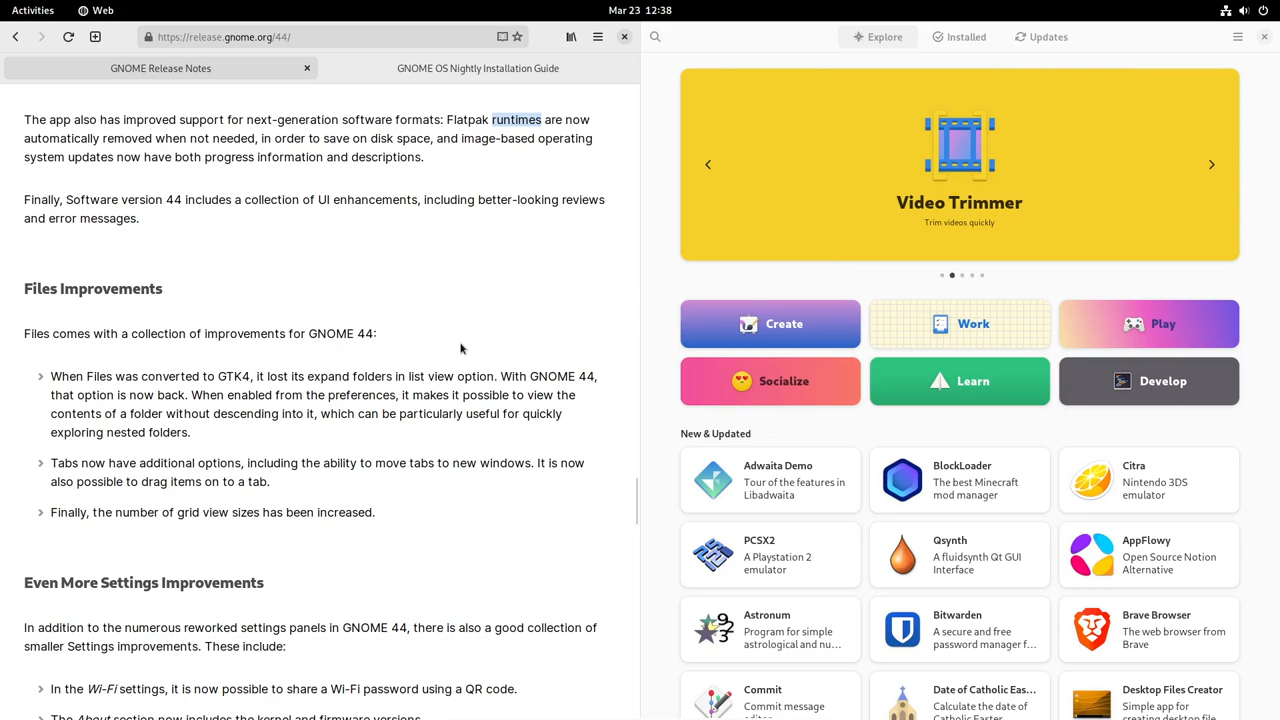 Activities
Web
Mar 23 12:38
https://release.gnome.org/44/
GNOME Release Notes
GNOME OS Nightly Installation Guide
The app also has improved support for next-generation software formats: Flatpak runtimes are now
automatically removed when not needed, in order to save on disk space, and image-based operating
system updates now have both progress information and descriptions.
Finally, Software version 44 includes a collection of UI enhancements, including better-looking reviews
and error messages.
Files Improvements
Files comes with a collection of improvements for GNOME 44:
When Files was converted to GTK4, it lost its expand folders in list view option. With GNOME 44,
that option is now back. When enabled from the preferences, it makes it possible to view the
contents of a folder without descending into it, which can be particularly useful for quickly
exploring nested folders.
Tabs now have additional options, including the ability to move tabs to new windows. It is now
also possible to drag items on to a tab.
Finally, the number of grid view sizes has been increased.
Even More Settings Improvements
In addition to the numerous reworked settings panels in GNOME 44, there is also a good collection of
smaller Settings improvements. These include:
In the Wi-Fi settings, it is now possible to share a Wi-Fi password using a QR code.
The About section now includes the kernel and firmware versions.
Explore
Installed
Updates
Video Trimmer
Trim videos quickly
Create
Work
Play
Socialize
Learn
Develop
New & Updated
Adwaita Demo
Tour of the features in
Libadwaita
BlockLoader
The best Minecraft
mod manager
Citra
Nintendo 3DS
emulator
PCSX2
A Playstation 2
emulator
Qsynth
A fluidsynth Qt GUI
Interface
AppFlowy
Open Source Notion
Alternative
Astronum
Program for simple
astrological and nu…
Bitwarden
A secure and free
password manager f…
Brave Browser
The web browser from
Brave
Commit
Commit message
editor
Date of Catholic Eas…
Calculate the date of
Catholic Easter
Desktop Files Creator
Simple app for
creating desktop file